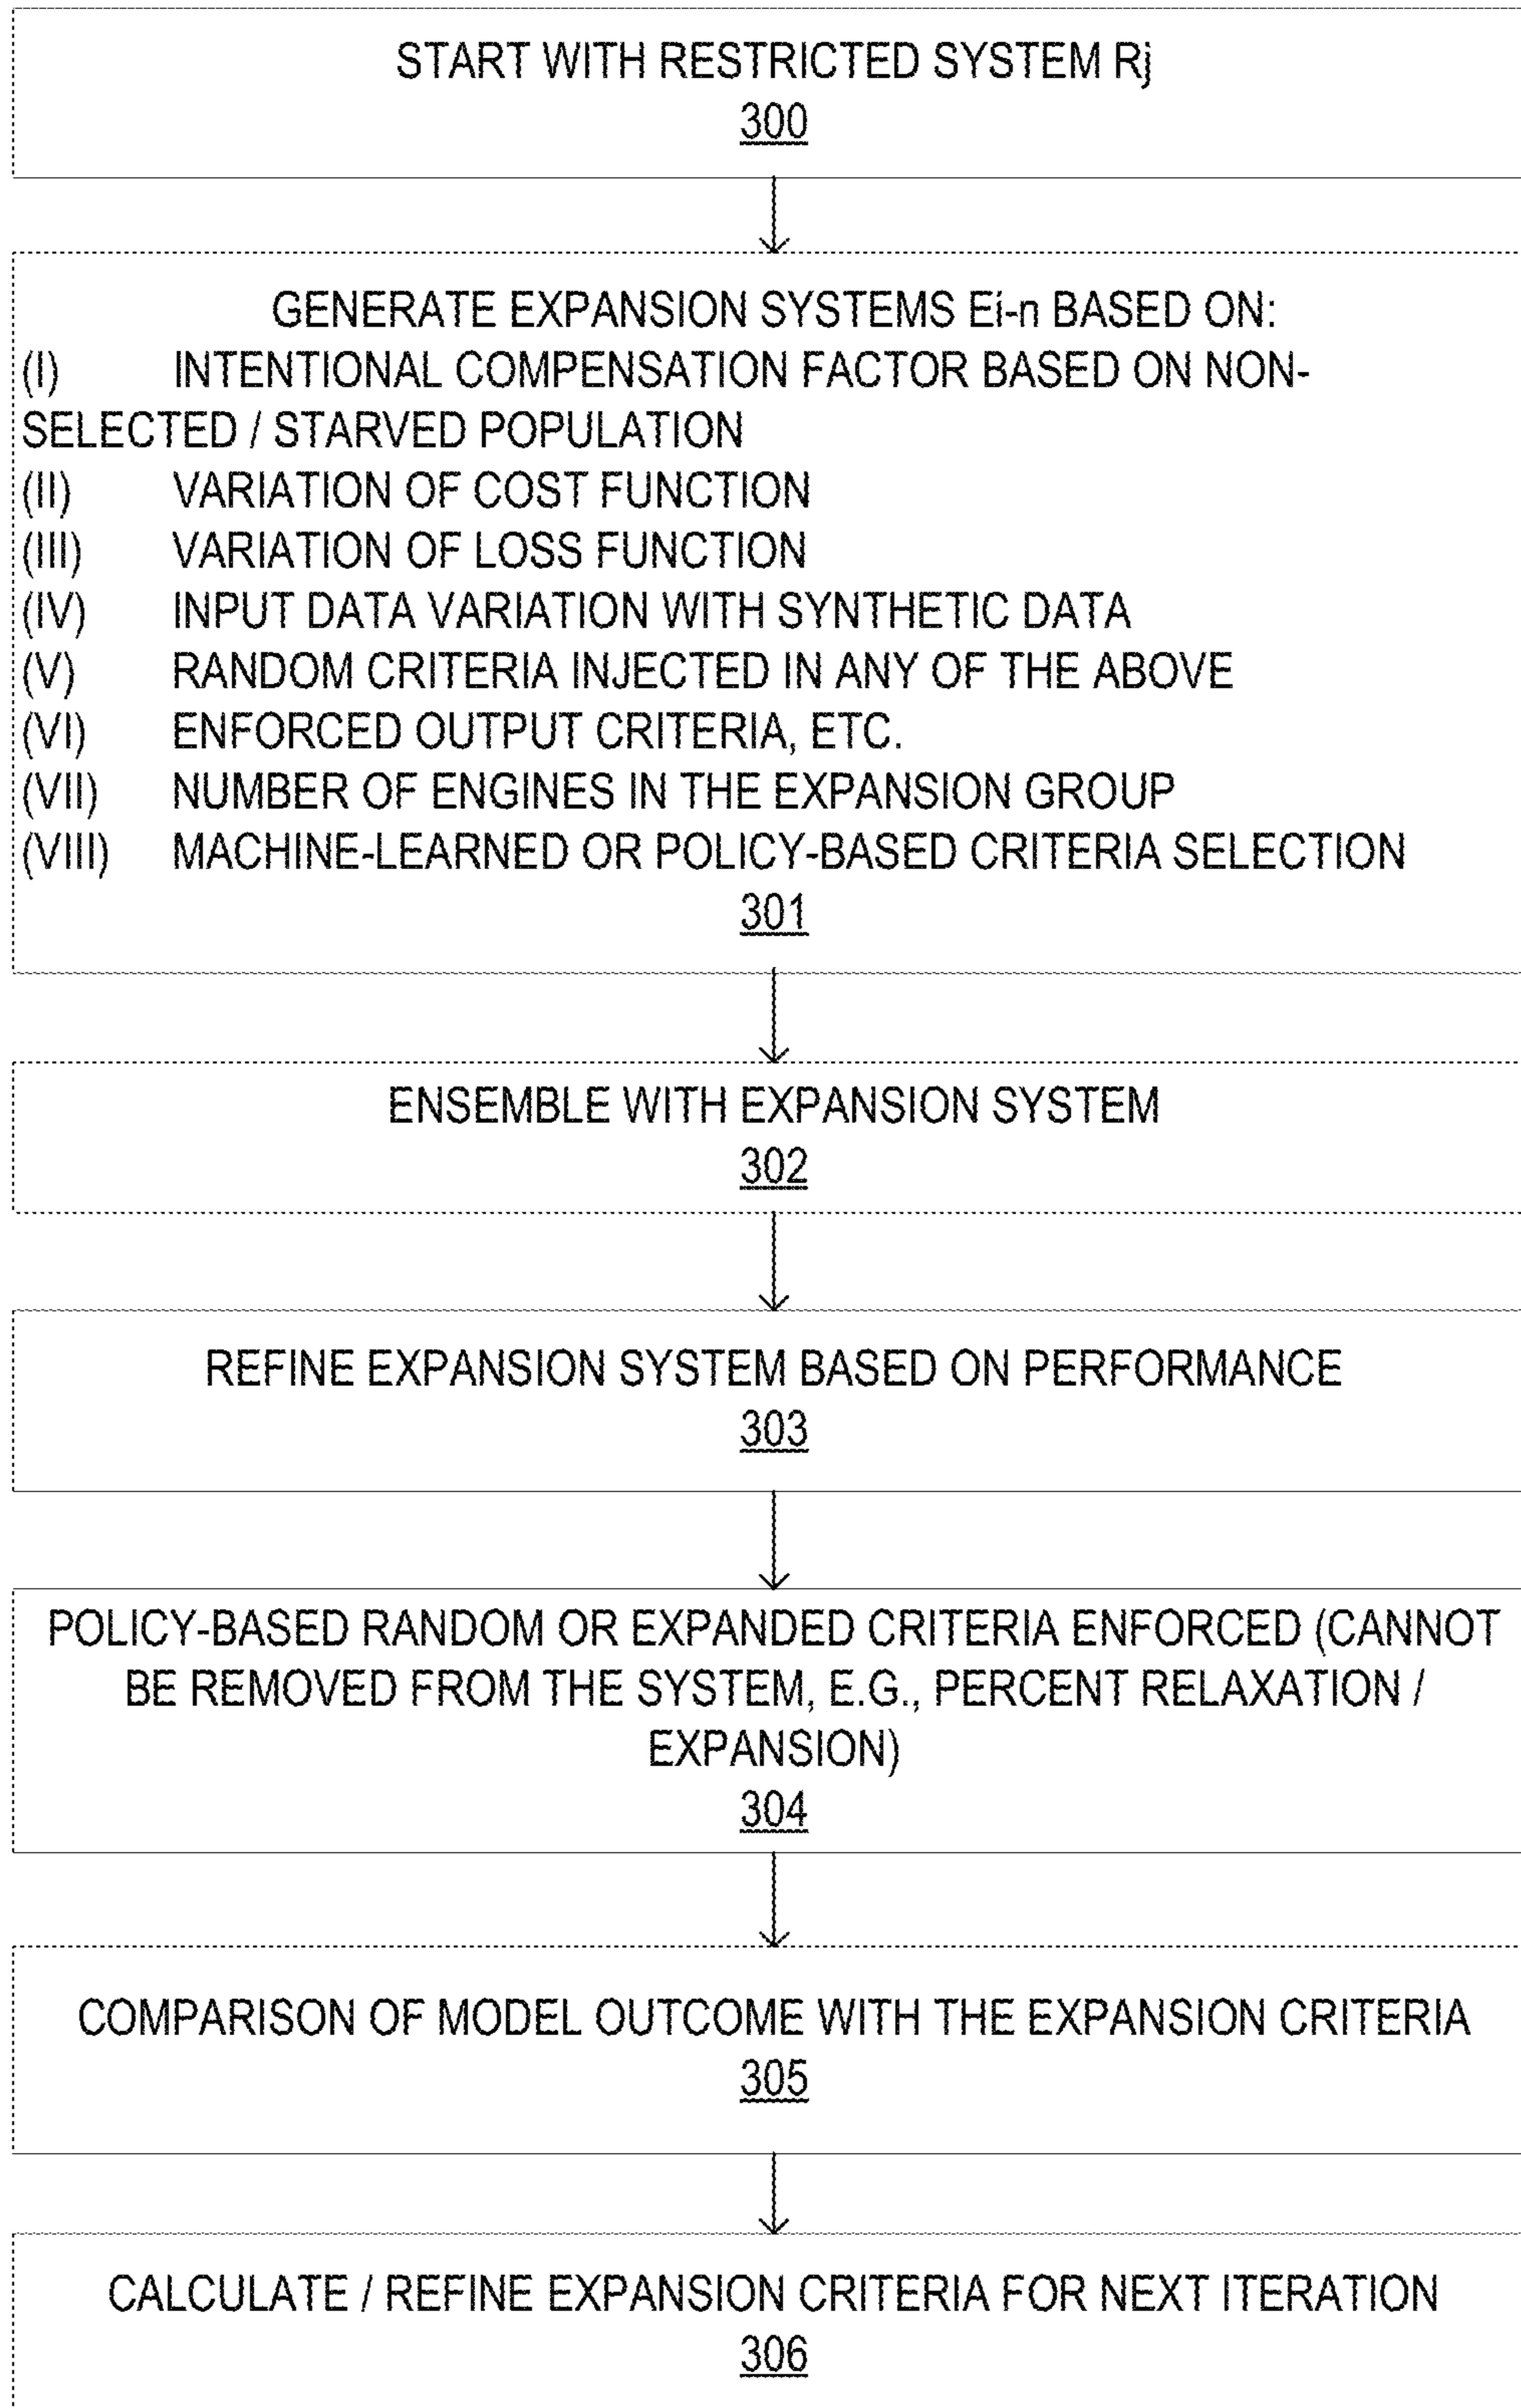 START WITH RESTRICTED SYSTEM Rj
300
GENERATE EXPANSION SYSTEMS Ei-n BASED ON:
(I) INTENTIONAL COMPENSATION FACTOR BASED ON NON-
SELECTED / STARVED POPULATION
(II) VARIATION OF COST FUNCTION
(III) VARIATION OF LOSS FUNCTION
(IV) INPUT DATA VARIATION WITH SYNTHETIC DATA
(V) RANDOM CRITERIA INJECTED IN ANY OF THE ABOVE
(VI) ENFORCED OUTPUT CRITERIA, ETC.
(VII) NUMBER OF ENGINES IN THE EXPANSION GROUP
(VIII) MACHINE-LEARNED OR POLICY-BASED CRITERIA SELECTION
301
ENSEMBLE WITH EXPANSION SYSTEM
302
REFINE EXPANSION SYSTEM BASED ON PERFORMANCE
303
POLICY-BASED RANDOM OR EXPANDED CRITERIA ENFORCED (CANNOT
BE REMOVED FROM THE SYSTEM, E.G., PERCENT RELAXATION /
EXPANSION)
304
COMPARISON OF MODEL OUTCOME WITH THE EXPANSION CRITERIA
305
CALCULATE / REFINE EXPANSION CRITERIA FOR NEXT ITERATION
306